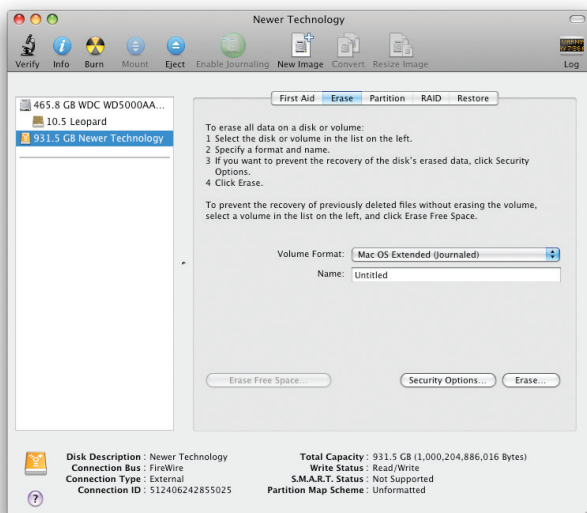 Newer Technology
Verify Info Burn Mount Eject Enable Journaling New Image Convert Resize Image Log
465.8 GB WDC WD5000AA...
10.5 Leopard
931.5 GB Newer Technology
First Aid Erase Partition RAID Restore
To erase all data on a disk or volume:
1 Select the disk or volume in the list on the left.
2 Specify a format and name.
3 If you want to prevent the recovery of the disk's erased data, click Security
Options.
4 Click Erase.
To prevent the recovery of previously deleted files without erasing the volume,
select a volume in the list on the left, and click Erase Free Space.
Volume Format: Mac OS Extended (Journaled)
Name: Untitled
Erase Free Space... Security Options... Erase...
Disk Description : Newer Technology
Connection Bus : FireWire
Connection Type : External
Connection ID : 512406242855025
Total Capacity : 931.5 GB (1,000,204,886,016 Bytes)
Write Status : Read/Write
S.M.A.R.T. Status : Not Supported
Partition Map Scheme : Unformatted
?